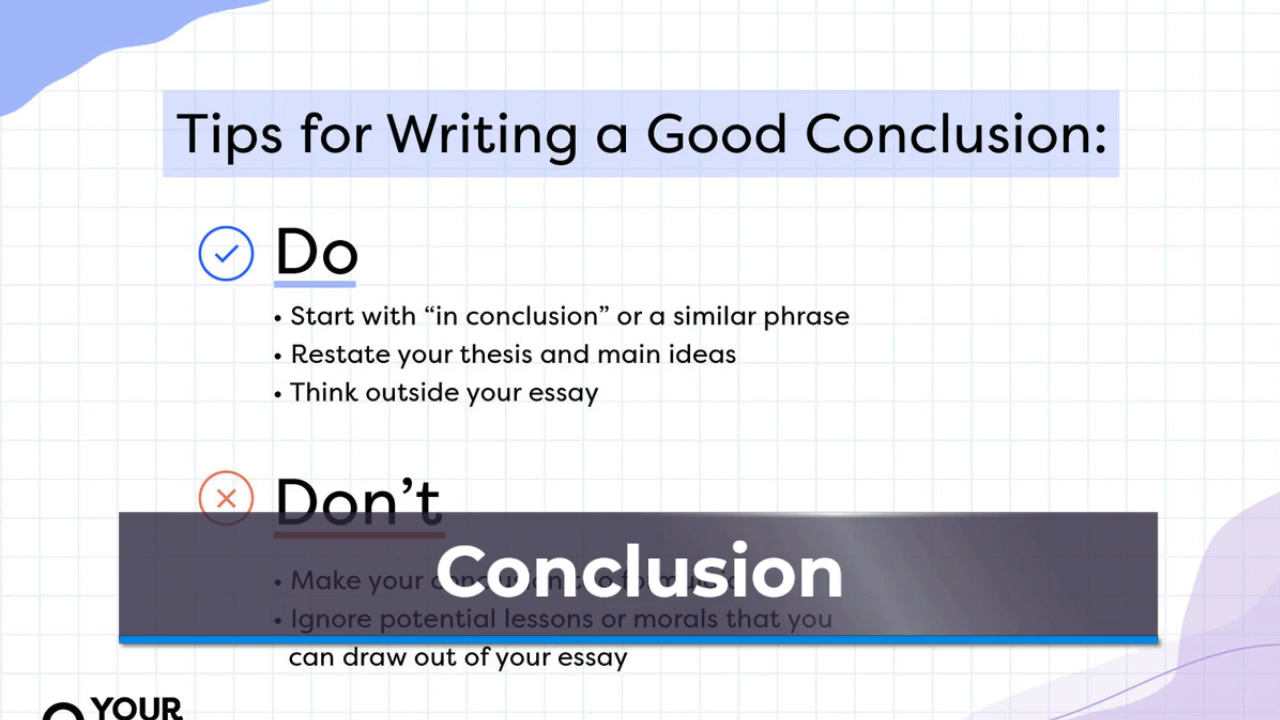 Tips for Writing a Good Conclusion:
Do
• Start with “in conclusion” or a similar phrase
• Restate your thesis and main ideas
• Think outside your essay
Don’t
Conclusion
• Make your conclusion too
• Ignore potential lessons or morals that you
can draw out of your essay
YOUR